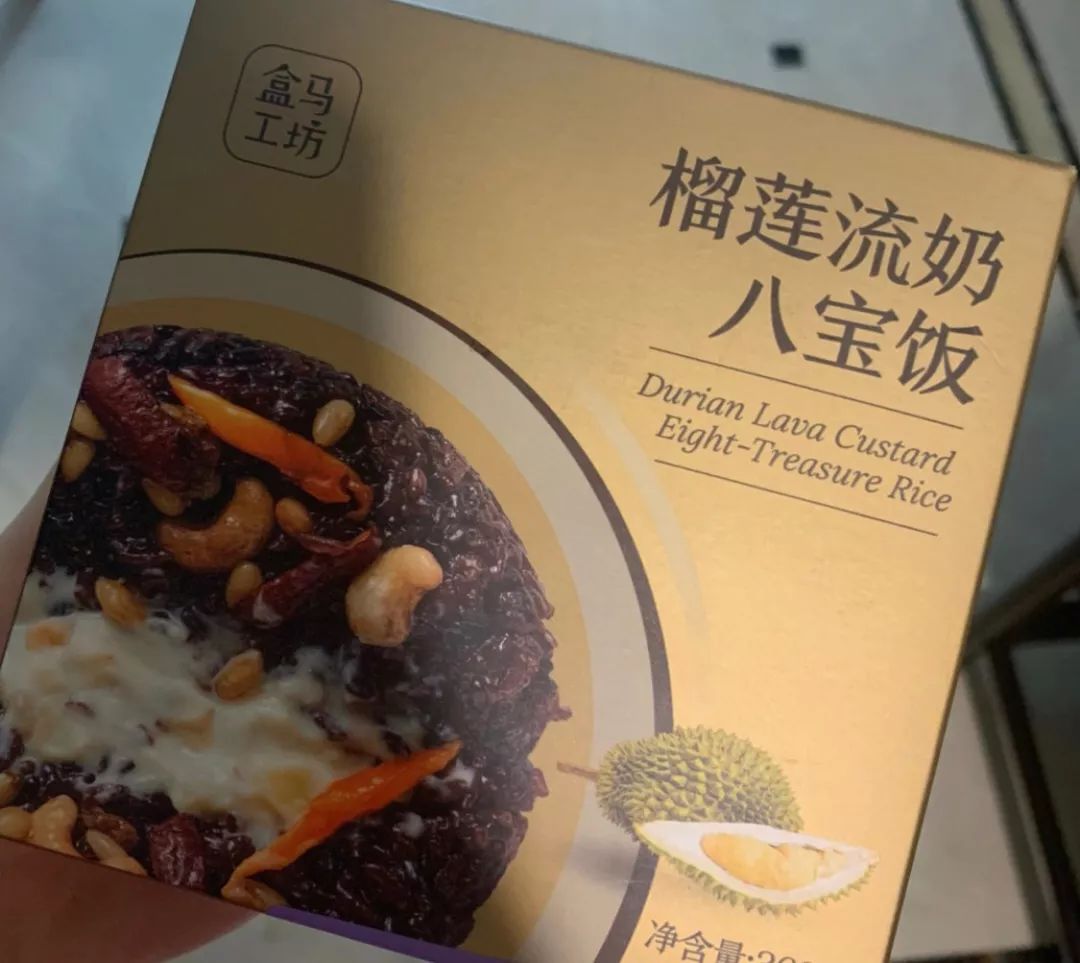 盒马
工坊
榴莲流奶
八宝饭
Durian Lava Custard
Eight-Treasure Rice
净含量: